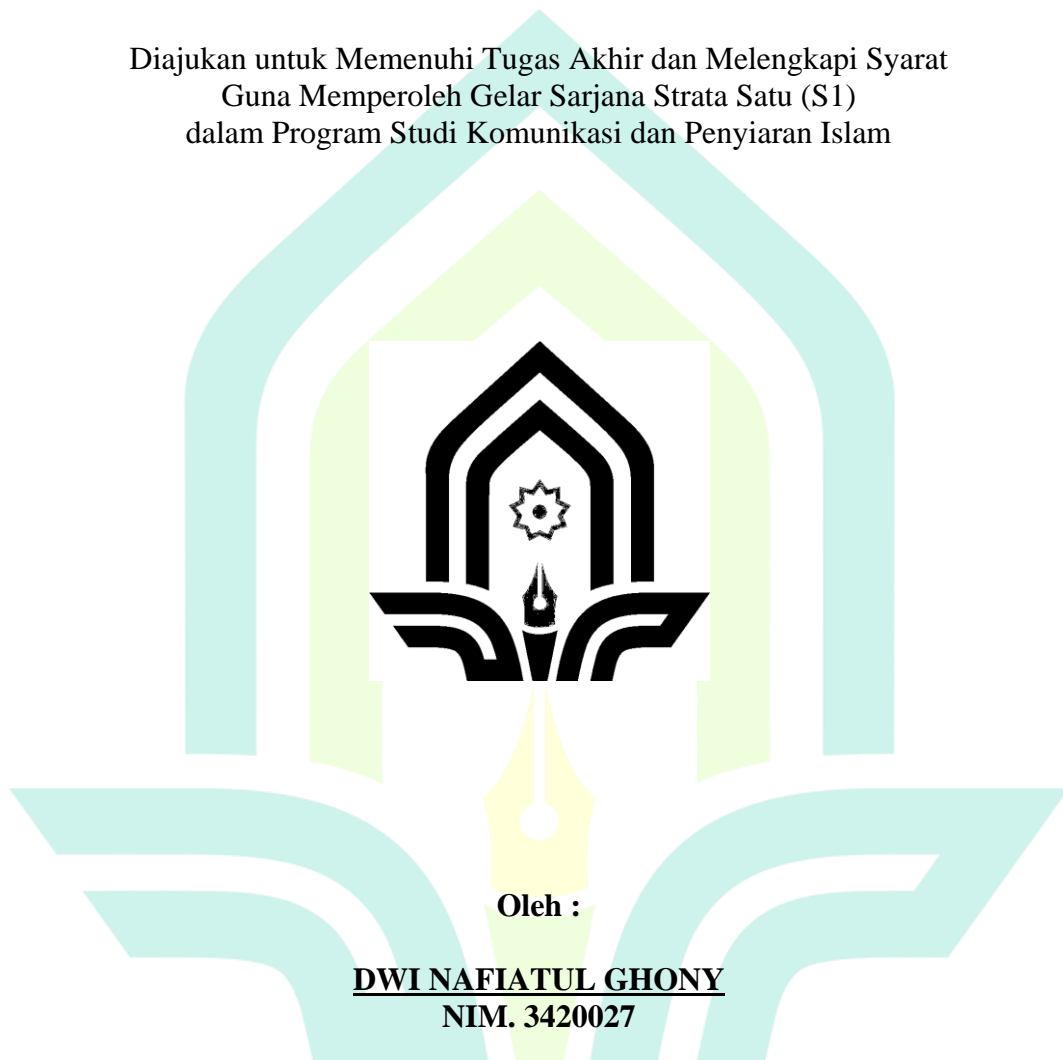 Diajukan untuk Memenuhi Tugas Akhir dan Melengkapi Syarat
Guna Memperoleh Gelar Sarjana Strata Satu (S1)
dalam Program Studi Komunikasi dan Penyiaran Islam
Oleh :
DWI NAFIATUL GHONY
NIM. 3420027